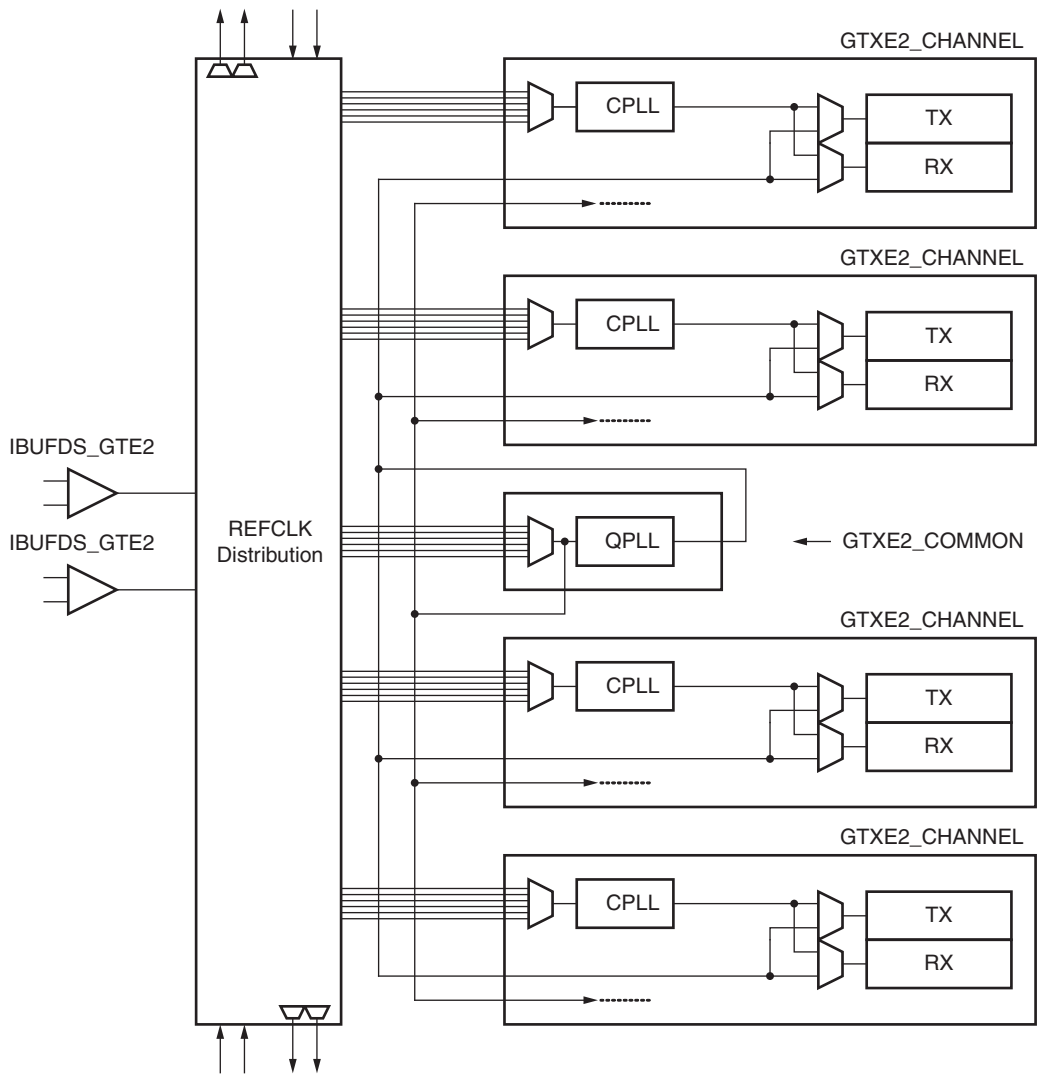 GTXE2_CHANNEL
CPLL
TX
RX
GTXE2_CHANNEL
CPLL
TX
RX
IBUFDS_GTE2
IBUFDS_GTE2
REFCLK
Distribution
QPLL
GTXE2_COMMON
GTXE2_CHANNEL
CPLL
TX
RX
GTXE2_CHANNEL
CPLL
TX
RX